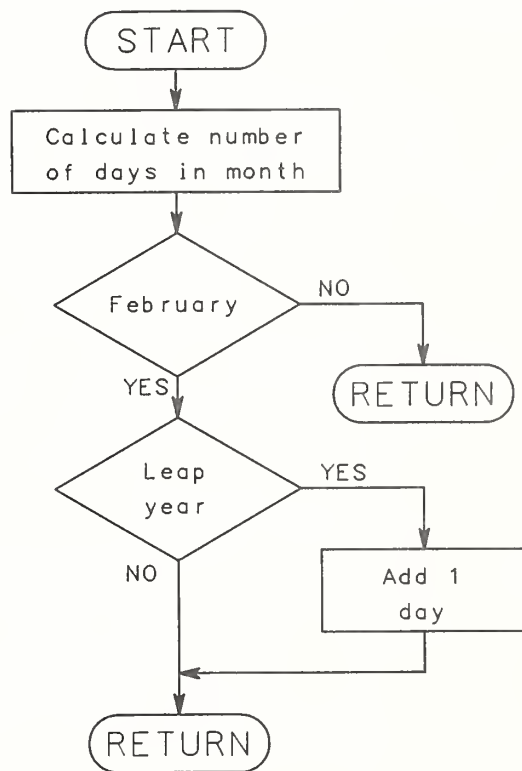 START
Calculate number
of days in month
February
NO
RETURN
YES
Leap
year
YES
NO
Add 1
day
RETURN